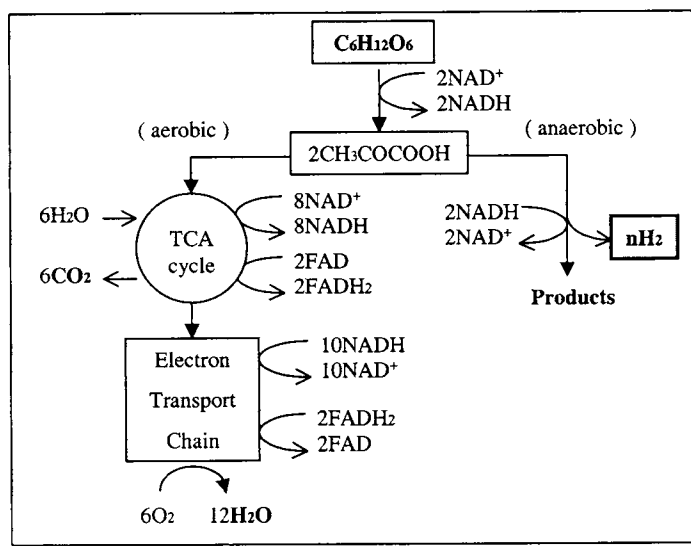 C₆H₁₂O₆
2NAD⁺
2NADH
( aerobic )
( anaerobic )
2CH₃COCOOH
6H₂O
TCA
cycle
6CO₂
8NAD⁺
8NADH
2FAD
2FADH₂
2NADH
2NAD⁺
nH₂
Products
Electron
Transport
Chain
10NADH
10NAD⁺
2FADH₂
2FAD
6O₂ 12H₂O